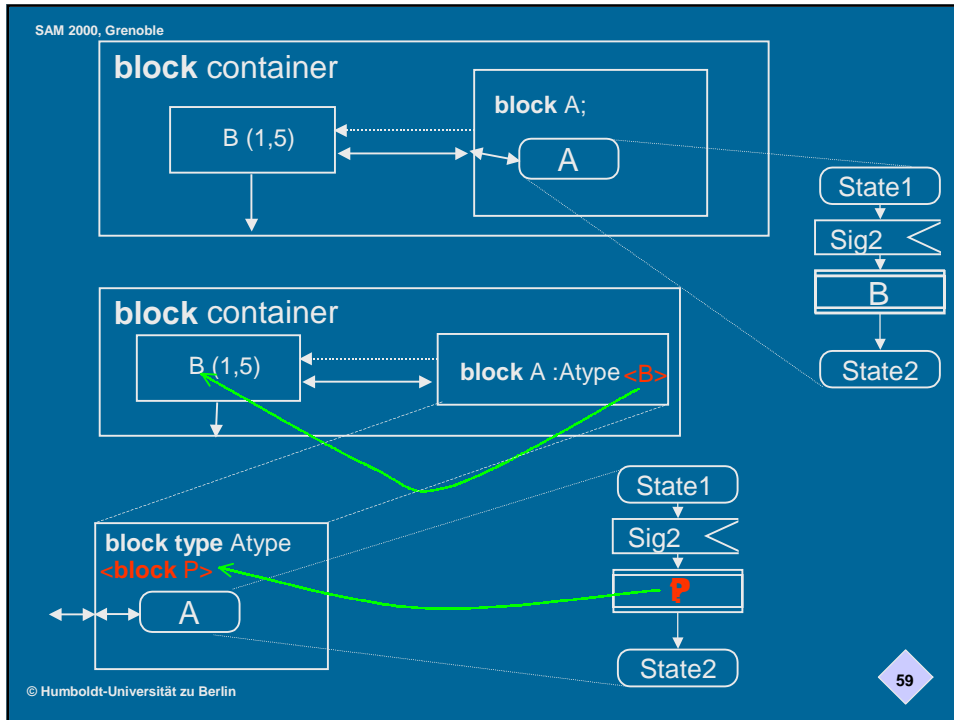 SAM 2000, Grenoble
block container
B (1,5)
block A;
A
State1
Sig2
B
State2
block container
B (1,5)
block A :Atype<B>
block type Atype
<block P>
A
State1
Sig2
P
State2
© Humboldt-Universität zu Berlin
59